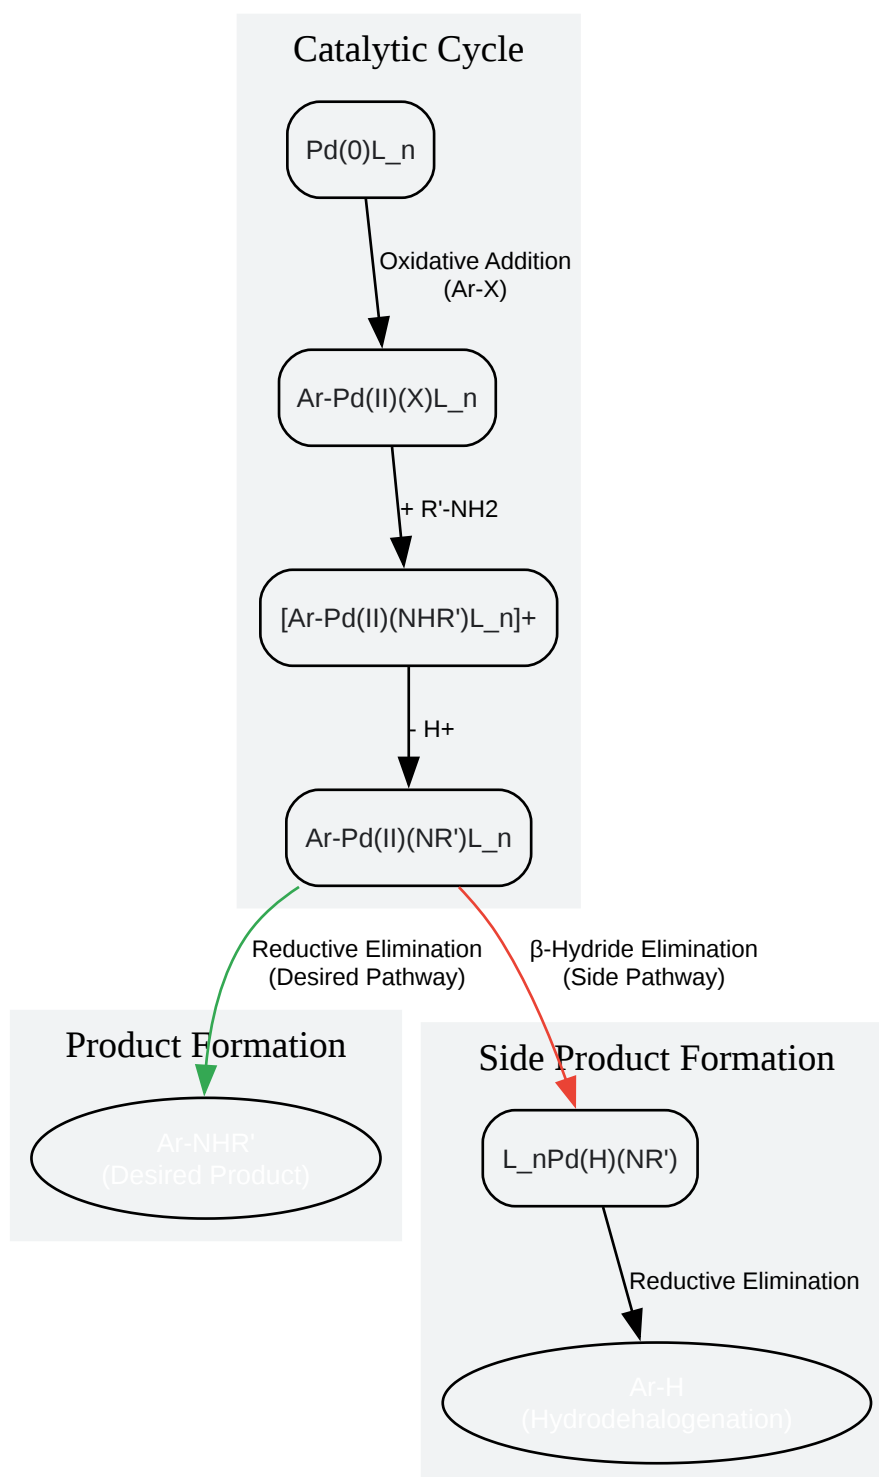 Catalytic Cycle
Pd(0)L_n
Oxidative Addition
(Ar-X)
Ar-Pd(II)(X)L_n
+ R'-NH2
[Ar-Pd(II)(NHR')L_n]+
- H+
Ar-Pd(II)(NR')L_n
Reductive Elimination
(Desired Pathway)
β-Hydride Elimination
(Side Pathway)
Product Formation
Ar-NHR'
(Desired Product)
Side Product Formation
L_nPd(H)(NR')
Reductive Elimination
Ar-H
(Hydrodehalogenation)